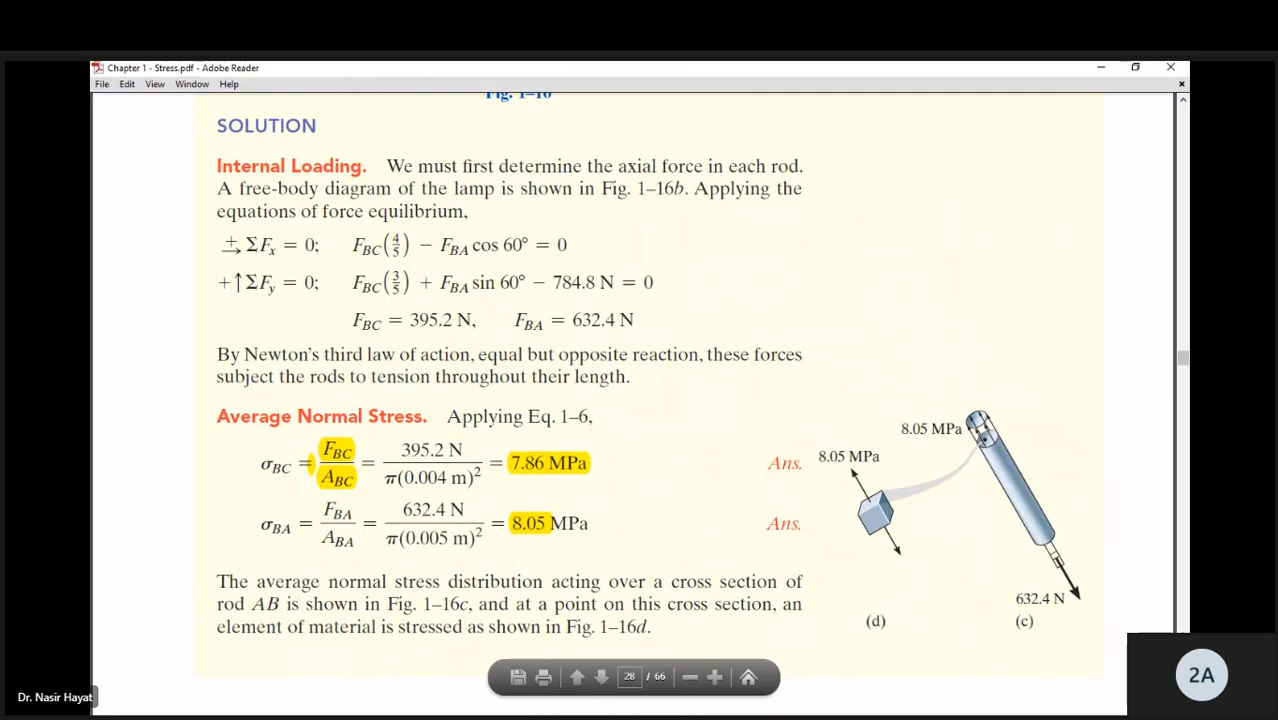 Chapter 1 - Stress.pdf - Adobe Reader
File Edit View Window Help
Fig. 1–16
SOLUTION
Internal Loading. We must first determine the axial force in each rod.
A free-body diagram of the lamp is shown in Fig. 1–16b. Applying the
equations of force equilibrium,
→+ ΣFx = 0; FBC(4/5) − FBA cos 60° = 0
+↑ΣFy = 0; FBC(3/5) + FBA sin 60° − 784.8 N = 0
FBC = 395.2 N, FBA = 632.4 N
By Newton's third law of action, equal but opposite reaction, these forces
subject the rods to tension throughout their length.
Average Normal Stress. Applying Eq. 1–6,
σBC = FBC/ABC = 395.2 N/π(0.004 m)² = 7.86 MPa Ans.
σBA = FBA/ABA = 632.4 N/π(0.005 m)² = 8.05 MPa Ans.
The average normal stress distribution acting over a cross section of
rod AB is shown in Fig. 1–16c, and at a point on this cross section, an
element of material is stressed as shown in Fig. 1–16d.
8.05 MPa
8.05 MPa
632.4 N
(d) (c)
28 / 66
Dr. Nasir Hayat
2A